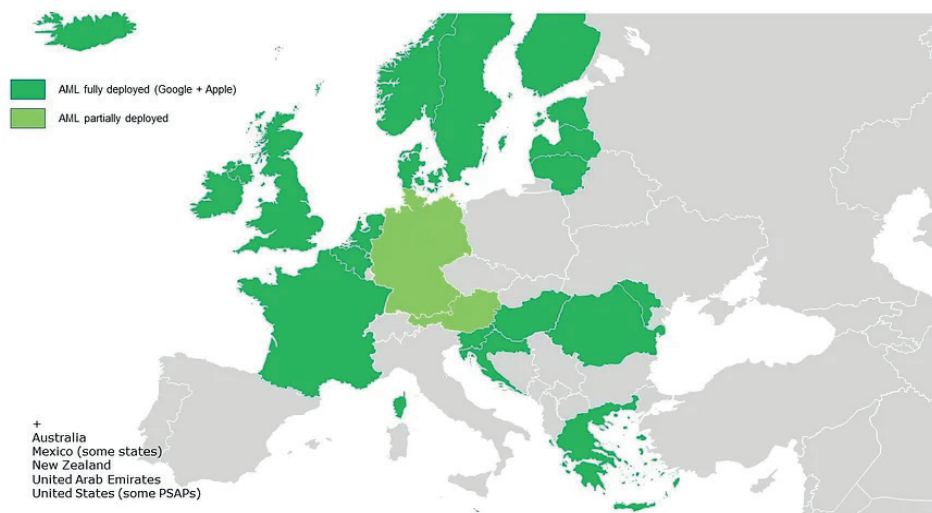 AML fully deployed (Google + Apple)
AML partially deployed
+
Australia
Mexico (some states)
New Zealand
United Arab Emirates
United States (some PSAPs)